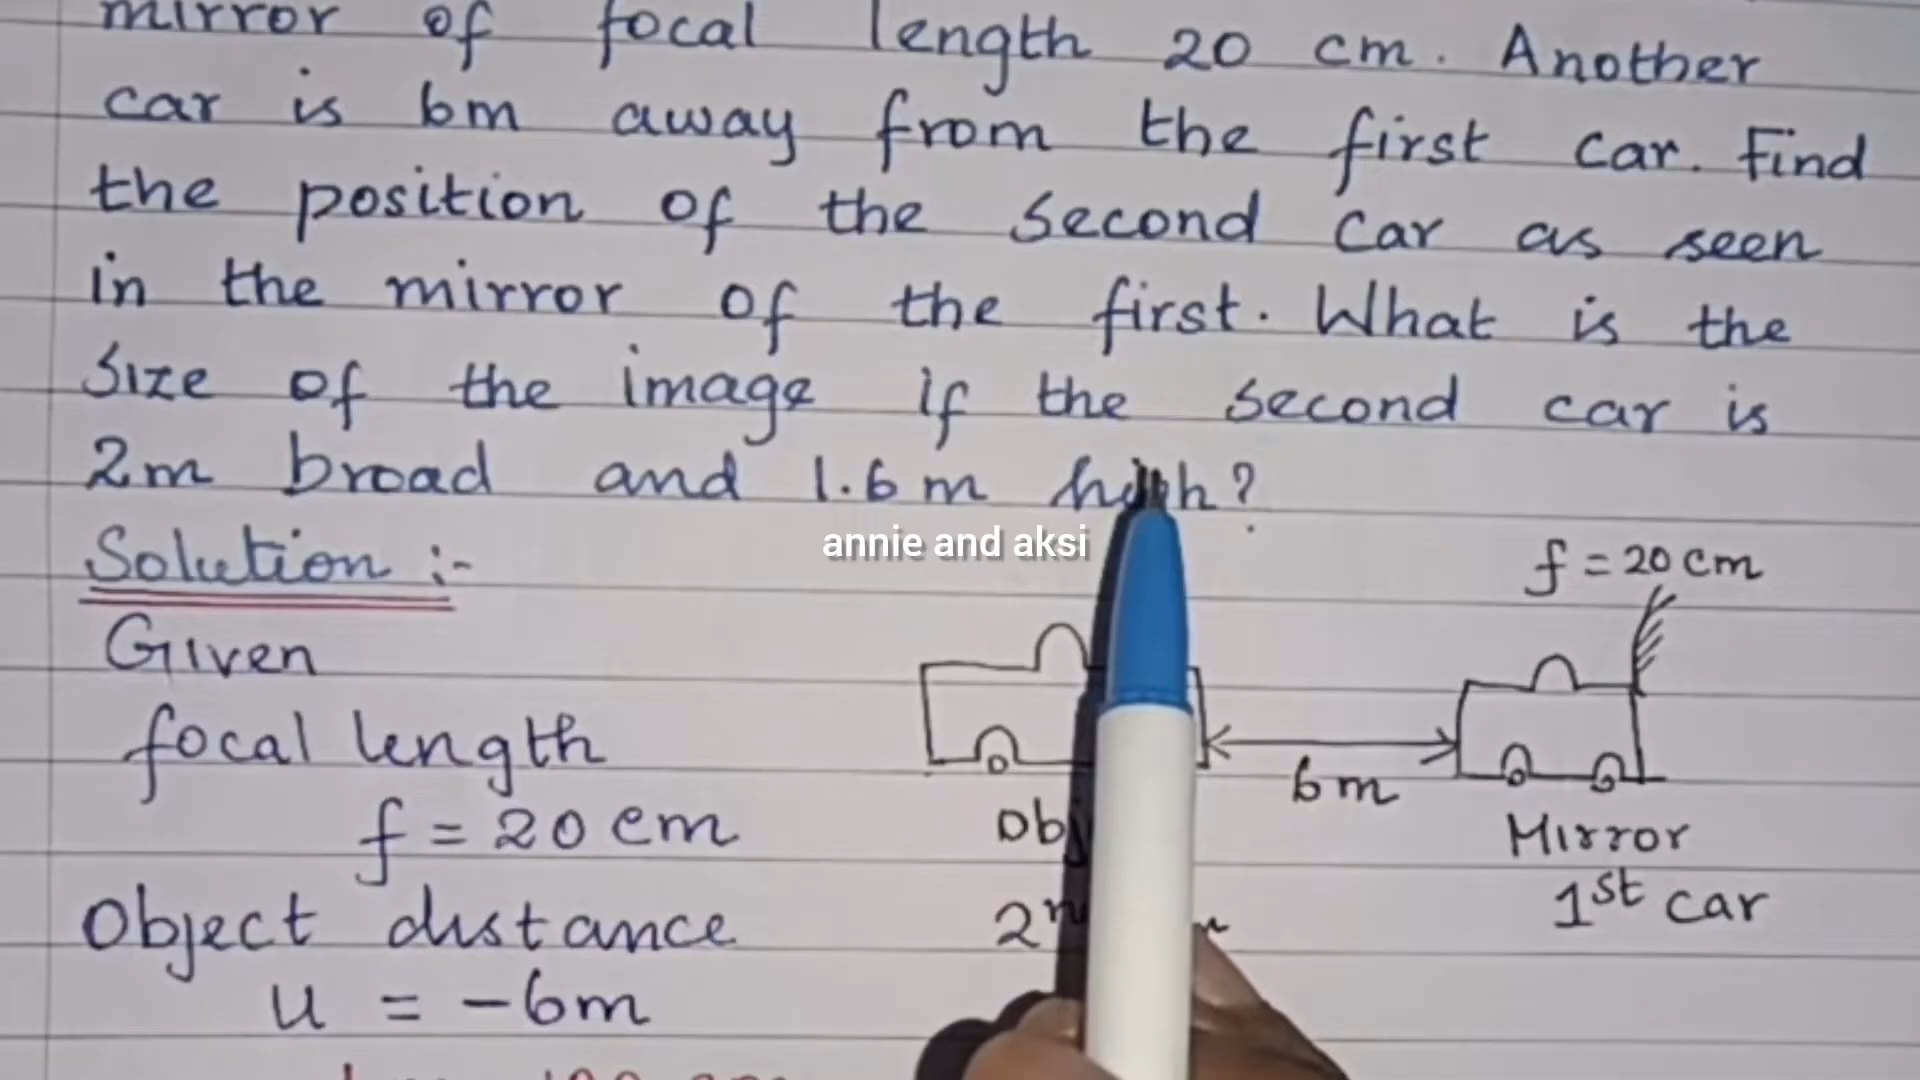 mirror of focal length 20 cm. Another
car is 6m away from the first car. Find
the position of the second car as seen
in the mirror of the first. What is the
size of the image if the second car is
2m broad and 1.6m high?
annie and aksi
Solution :-
f = 20 cm
Given
focal length
6m
f = 20 cm
Mirror
Object distance
1st car
u = -6m